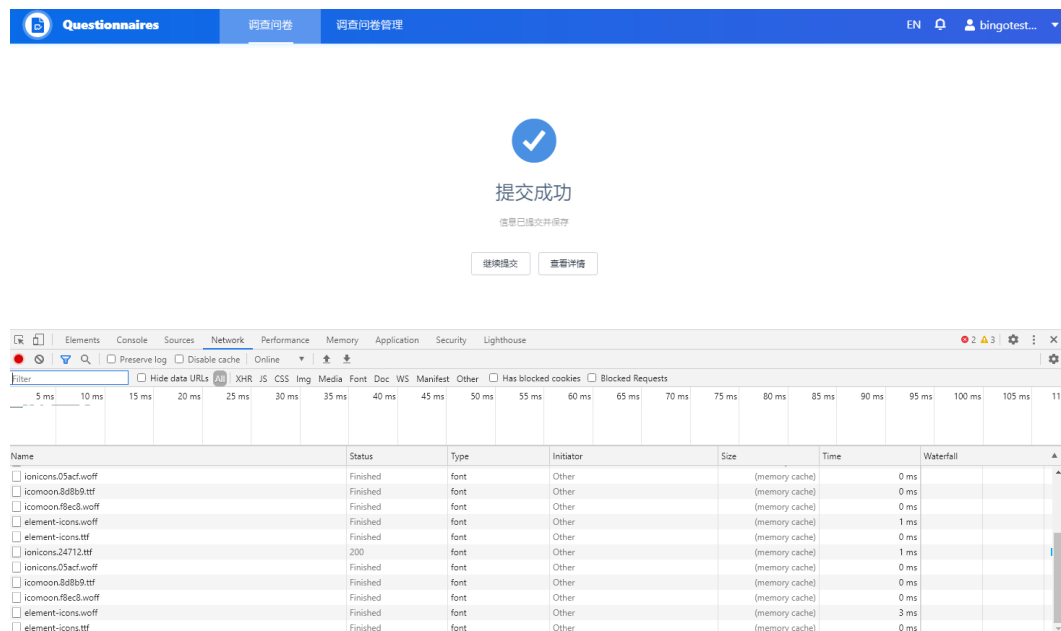 Questionnaires 调查问卷 调查问卷管理 EN bingotest...
提交成功
信息已提交并保存
继续提交 查看详情
Elements Console Sources Network Performance Memory Application Security Lighthouse 2 3
Preserve log Disable cache Online
Filter Hide data URLs All XHR JS CSS Img Media Font Doc WS Manifest Other Has blocked cookies Blocked Requests
5 ms 10 ms 15 ms 20 ms 25 ms 30 ms 35 ms 40 ms 45 ms 50 ms 55 ms 60 ms 65 ms 70 ms 75 ms 80 ms 85 ms 90 ms 95 ms 100 ms 105 ms 11
Name Status Type Initiator Size Time Waterfall
ionicons.05acf.woff Finished font Other (memory cache) 0 ms
icomoon.8d8b9.ttf Finished font Other (memory cache) 0 ms
icomoon.f8ec8.woff Finished font Other (memory cache) 0 ms
element-icons.woff Finished font Other (memory cache) 1 ms
element-icons.ttf Finished font Other (memory cache) 0 ms
ionicons.24712.ttf 200 font Other (memory cache) 1 ms
ionicons.05acf.woff Finished font Other (memory cache) 0 ms
icomoon.8d8b9.ttf Finished font Other (memory cache) 0 ms
icomoon.f8ec8.woff Finished font Other (memory cache) 0 ms
element-icons.woff Finished font Other (memory cache) 3 ms
element-icons.ttf Finished font Other (memory cache) 0 ms